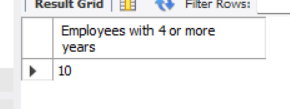 Result Grid Filter Rows:
Employees with 4 or more
years
10